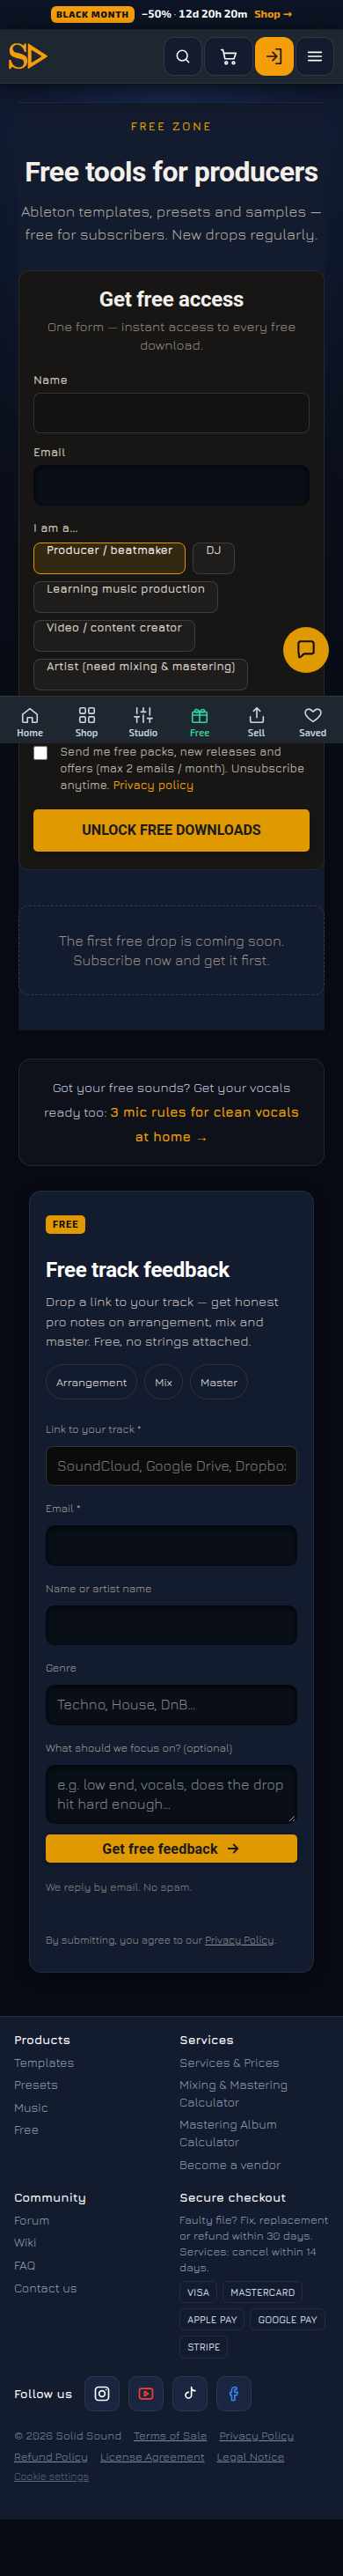 BLACK MONTH −50% · 12d 20h 20m Shop →
FREE ZONE
Free tools for producers
Ableton templates, presets and samples —
free for subscribers. New drops regularly.
Get free access
One form — instant access to every free
download.
Name
Email
I am a...
Producer / beatmaker DJ
Learning music production
Video / content creator
Artist (need mixing & mastering)
Home Shop Studio Free Sell Saved
Send me free packs, new releases and
offers (max 2 emails / month). Unsubscribe
anytime. Privacy policy
UNLOCK FREE DOWNLOADS
The first free drop is coming soon.
Subscribe now and get it first.
Got your free sounds? Get your vocals
ready too: 3 mic rules for clean vocals
at home →
FREE
Free track feedback
Drop a link to your track — get honest
pro notes on arrangement, mix and
master. Free, no strings attached.
Arrangement Mix Master
Link to your track *
SoundCloud, Google Drive, Dropbo
Email *
Name or artist name
Genre
Techno, House, DnB…
What should we focus on? (optional)
e.g. low end, vocals, does the drop
hit hard enough…
Get free feedback →
We reply by email. No spam.
By submitting, you agree to our Privacy Policy.
Products
Templates
Presets
Music
Free
Services
Services & Prices
Mixing & Mastering
Calculator
Mastering Album
Calculator
Become a vendor
Community
Forum
Wiki
FAQ
Contact us
Secure checkout
Faulty file? Fix, replacement
or refund within 30 days.
Services: cancel within 14
days.
VISA MASTERCARD
APPLE PAY GOOGLE PAY
STRIPE
Follow us
© 2026 Solid Sound Terms of Sale Privacy Policy
Refund Policy License Agreement Legal Notice
Cookie settings